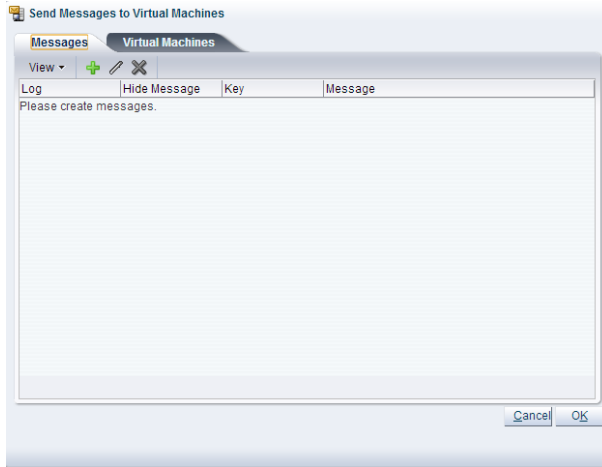 Send Messages to Virtual Machines
Messages Virtual Machines
View
Log Hide Message Key Message
Please create messages.
Cancel OK